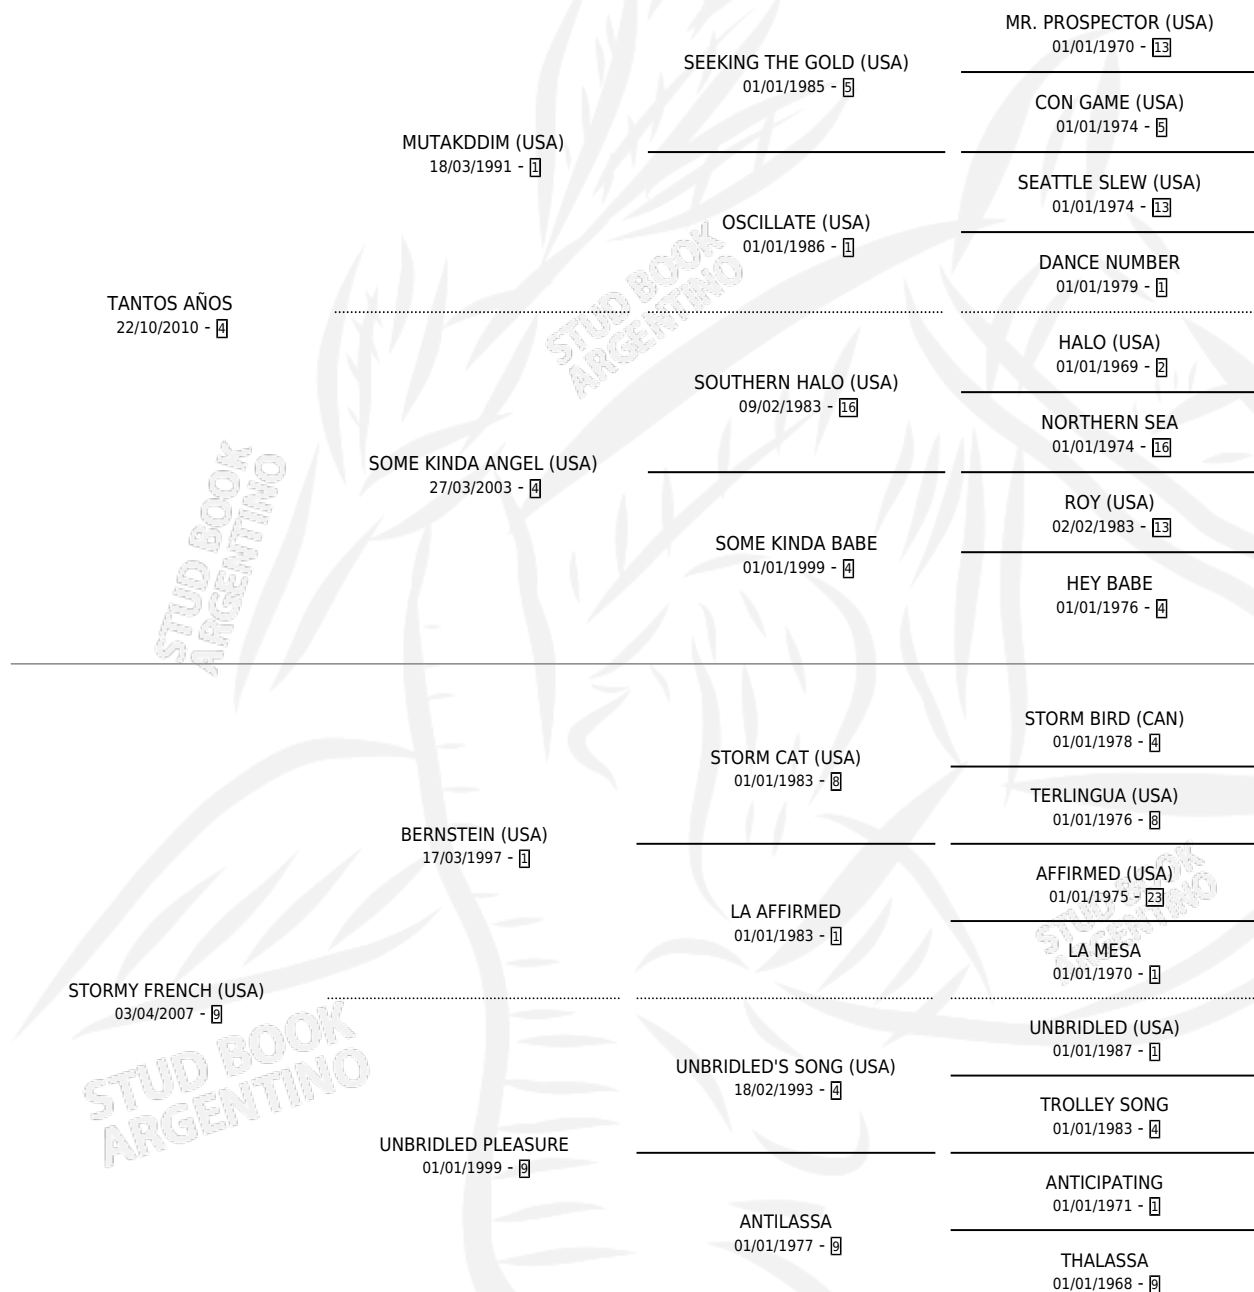 MR. PROSPECTOR (USA)
01/01/1970 - 13
SEEKING THE GOLD (USA)
01/01/1985 - 5
CON GAME (USA)
01/01/1974 - 5
MUTAKDDIM (USA)
18/03/1991 - 1
SEATTLE SLEW (USA)
01/01/1974 - 13
OSCILLATE (USA)
01/01/1986 - 1
DANCE NUMBER
01/01/1979 - 1
TANTOS AÑOS
22/10/2010 - 4
STUD BOOK
ARGENTINO
HALO (USA)
01/01/1969 - 2
SOUTHERN HALO (USA)
09/02/1983 - 16
NORTHERN SEA
01/01/1974 - 16
SOME KINDA ANGEL (USA)
27/03/2003 - 4
ROY (USA)
02/02/1983 - 13
SOME KINDA BABE
01/01/1999 - 4
HEY BABE
01/01/1976 - 4
STUD BOOK
ARGENTINO
STORM BIRD (CAN)
01/01/1978 - 4
STORM CAT (USA)
01/01/1983 - 8
TERLINGUA (USA)
01/01/1976 - 8
BERNSTEIN (USA)
17/03/1997 - 1
AFFIRMED (USA)
01/01/1975 - 23
LA AFFIRMED
01/01/1983 - 1
STUD BOOK
ARGENTINO
LA MESA
01/01/1970 - 1
STORMY FRENCH (USA)
03/04/2007 - 9
UNBRIDLED (USA)
01/01/1987 - 1
UNBRIDLED'S SONG (USA)
18/02/1993 - 4
STUD BOOK
ARGENTINO
TROLLEY SONG
01/01/1983 - 4
UNBRIDLED PLEASURE
01/01/1999 - 9
ANTICIPATING
01/01/1971 - 1
ANTILASSA
01/01/1977 - 9
THALASSA
01/01/1968 - 9